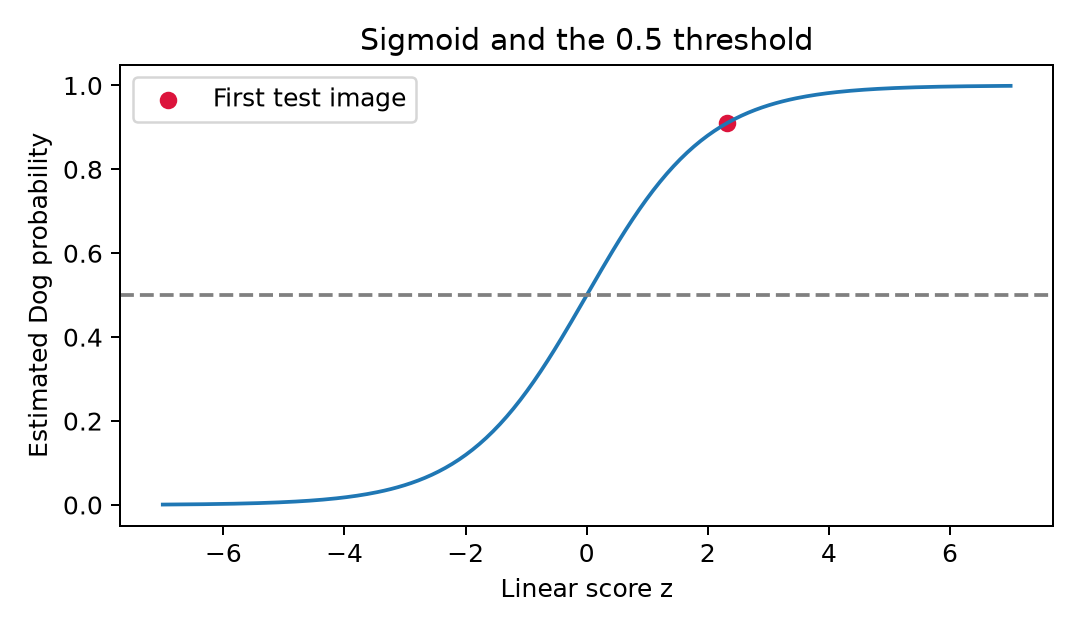 Sigmoid and the 0.5 threshold
First test image
Estimated Dog probability
1.0
0.8
0.6
0.4
0.2
0.0
−6 −4 −2 0 2 4 6
Linear score z